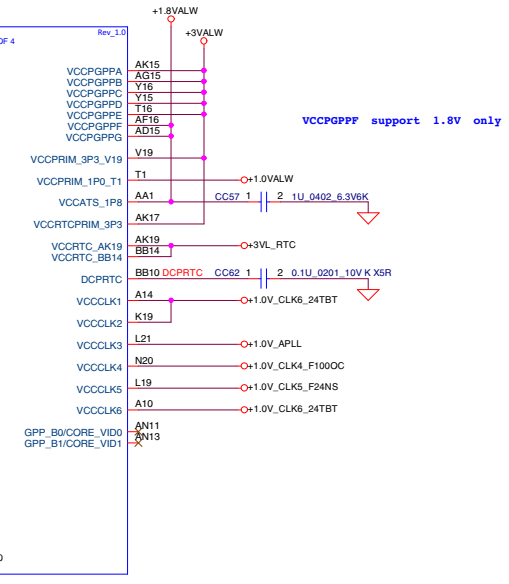 +1.8VALW
Rev_1.0
OF 4
+3VALW
VCCPGPPA AK15
VCCPGPPB AG15
VCCPGPPC Y16
VCCPGPPD Y15
VCCPGPPE T16
VCCPGPPF AF16
VCCPGPPG AD15
VCCPGPPF support 1.8V only
VCCPRIM_3P3_V19 V19
VCCPRIM_1P0_T1 T1 +1.0VALW
VCCATS_1P8 AA1 CC57 1 2 1U_0402_6.3V6K
VCCRTCPRIM_3P3 AK17
VCCRTC_AK19 AK19 +3VL_RTC
VCCRTC_BB14 BB14
DCPRTC BB10 DCPRTC CC62 1 2 0.1U_0201_10V K X5R
VCCCLK1 A14 +1.0V_CLK6_24TBT
VCCCLK2 K19
VCCCLK3 L21 +1.0V_APLL
VCCCLK4 N20 +1.0V_CLK4_F100OC
VCCCLK5 L19 +1.0V_CLK5_F24NS
VCCCLK6 A10 +1.0V_CLK6_24TBT
GPP_B0/CORE_VID0 AN11
GPP_B1/CORE_VID1 AN13